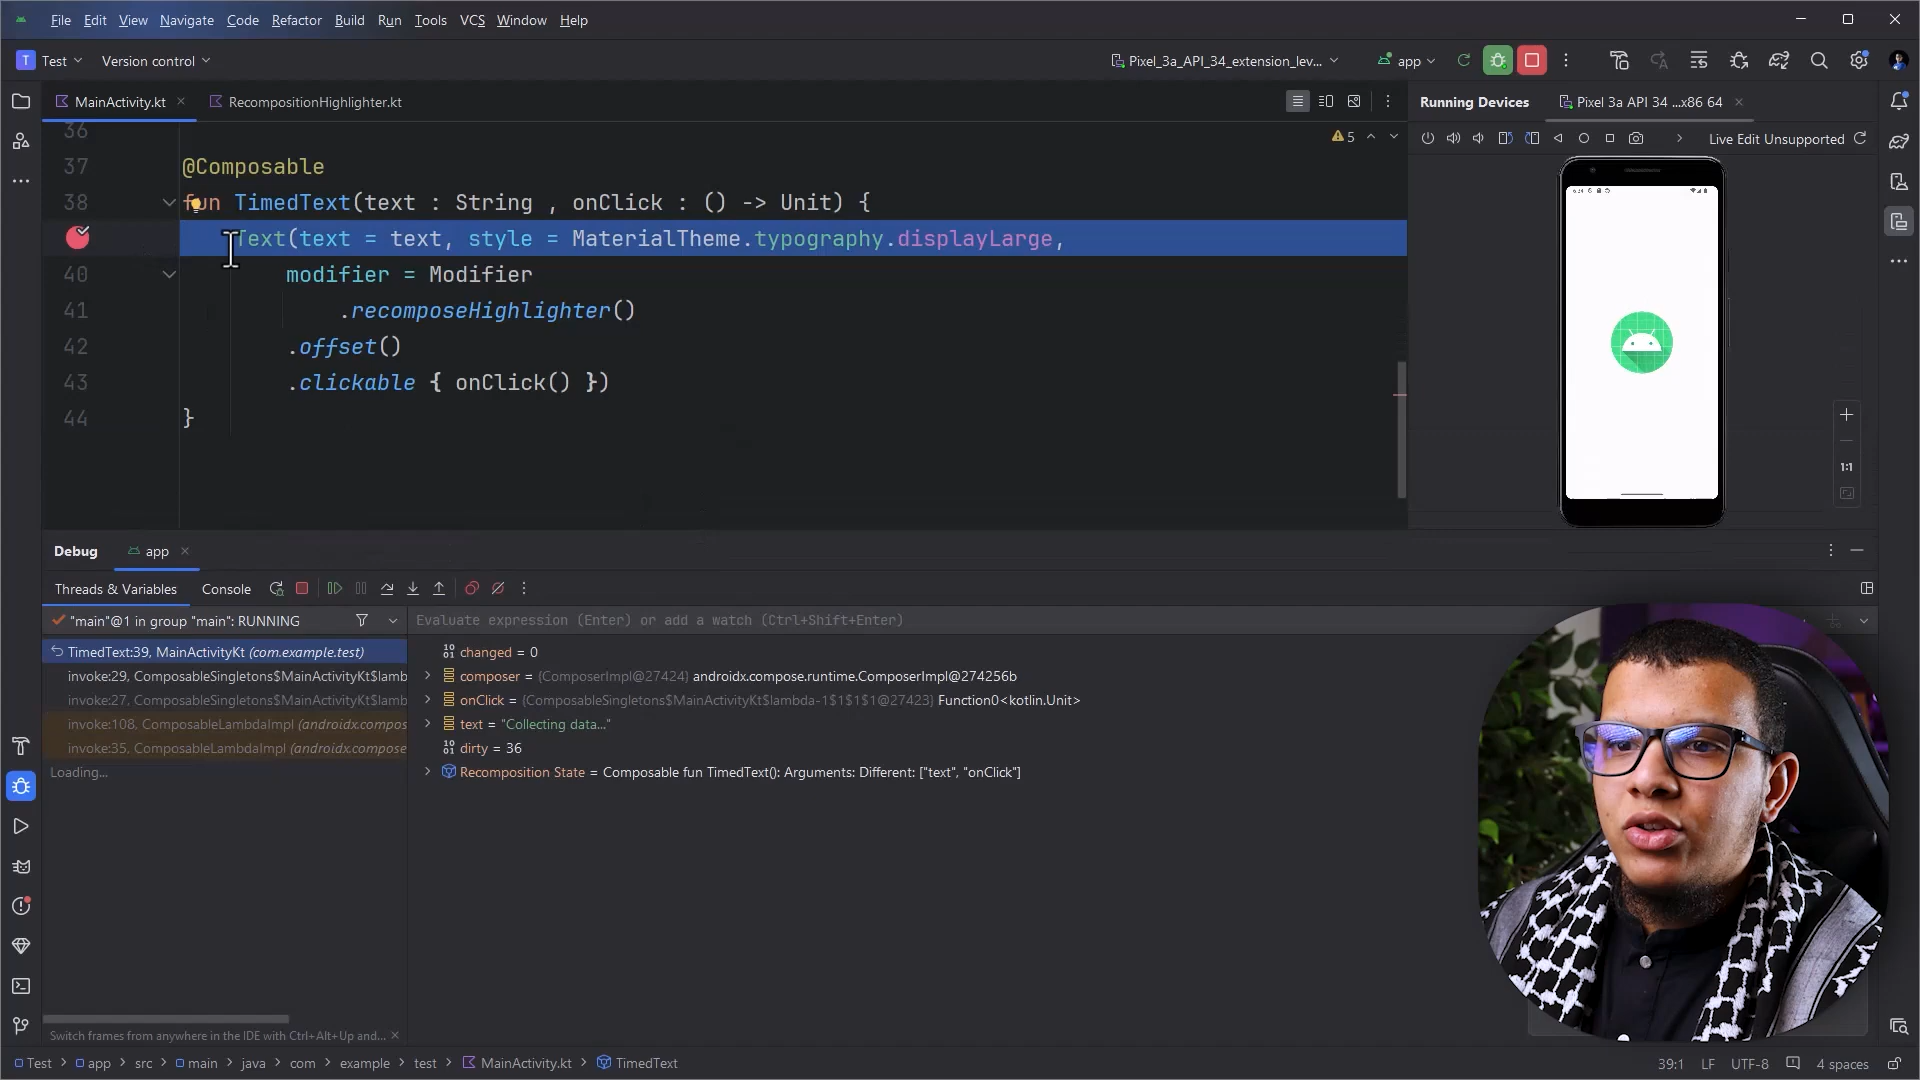 File Edit View Navigate Code Refactor Build Run Tools VCS Window Help
T Test Version control Pixel_3a_API_34_extension_lev... app
MainActivity.kt RecompositionHighlighter.kt
Running Devices Pixel 3a API 34 ...x86 64
Live Edit Unsupported
5
36
37 @Composable
38 fun TimedText(text : String , onClick : () -> Unit) {
Text(text = text, style = MaterialTheme.typography.displayLarge,
40 modifier = Modifier
41 .recomposeHighlighter()
42 .offset()
43 .clickable { onClick() })
44 }
1:1
Debug app
Threads & Variables Console
"main"@1 in group "main": RUNNING
Evaluate expression (Enter) or add a watch (Ctrl+Shift+Enter)
TimedText:39, MainActivityKt (com.example.test)
invoke:29, ComposableSingletons$MainActivityKt$lamb
invoke:27, ComposableSingletons$MainActivityKt$lamb
invoke:108, ComposableLambdaImpl (androidx.compos
invoke:35, ComposableLambdaImpl (androidx.compose
Loading...
changed = 0
composer = {ComposerImpl@27424} androidx.compose.runtime.ComposerImpl@274256b
onClick = {ComposableSingletons$MainActivityKt$lambda-1$1$1$1@27423} Function0<kotlin.Unit>
text = "Collecting data..."
dirty = 36
Recomposition State = Composable fun TimedText(): Arguments: Different: ["text", "onClick"]
Switch frames from anywhere in the IDE with Ctrl+Alt+Up and...
Test > app > src > main > java > com > example > test > MainActivity.kt > TimedText
39:1 LF UTF-8 4 spaces